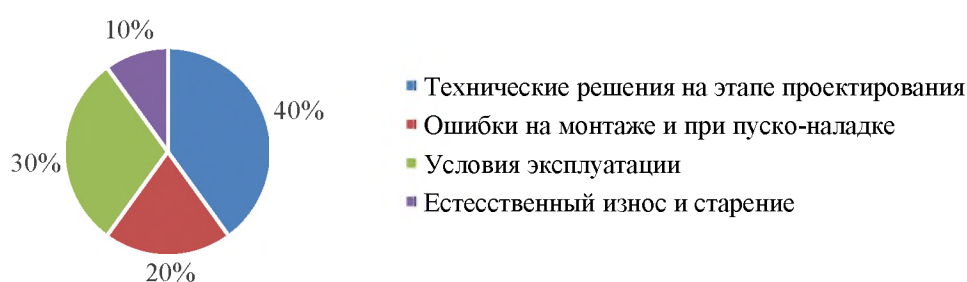 10%
40%
30%
20%
Технические решения на этапе проектирования
Ошибки на монтаже и при пуско-наладке
Условия эксплуатации
Естесственный износ и старение